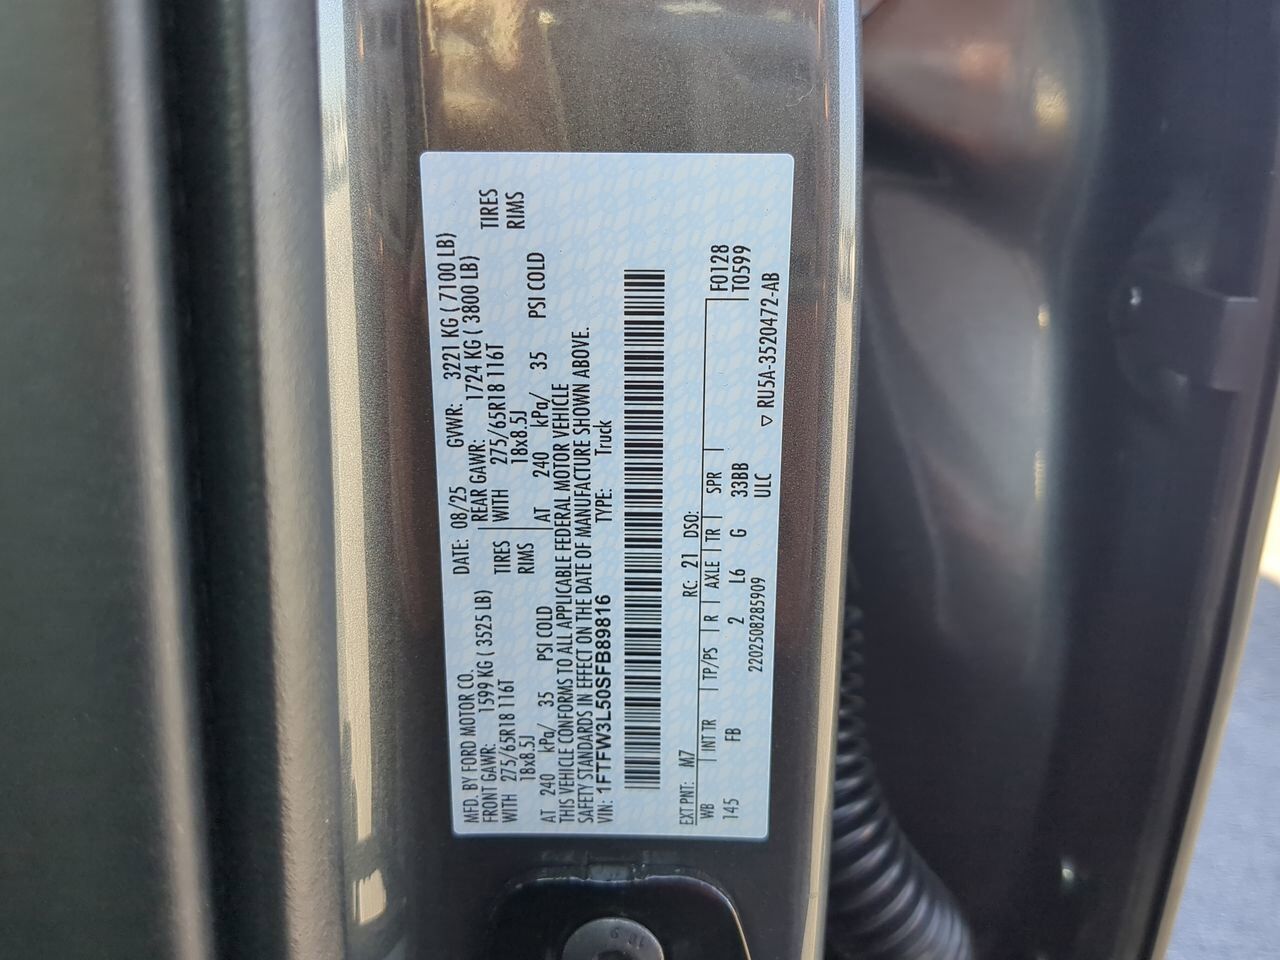 MFD. BY FORD MOTOR CO. DATE: 08/25 GVWR: 3221 KG ( 7100 LB)
FRONT GAWR: 1599 KG ( 3525 LB) REAR GAWR: 1724 KG ( 3800 LB)
WITH 275/65R18 116T TIRES WITH 275/65R18 116T TIRES
18x8.5J RIMS 18x8.5J RIMS
AT 240 kPa/ 35 PSI COLD AT 240 kPa/ 35 PSI COLD
THIS VEHICLE CONFORMS TO ALL APPLICABLE FEDERAL MOTOR VEHICLE
SAFETY STANDARDS IN EFFECT ON THE DATE OF MANUFACTURE SHOWN ABOVE.
VIN: 1FTFW3L50SFB89816 TYPE: Truck
EXT PNT: M7 RC: 21 DSO:
WB INT TR TP/PS R AXLE TR SPR F0128
145 FB 2 L6 G 33BB T0599
2202508285909 ULC ▽ RU5A-3520472-AB